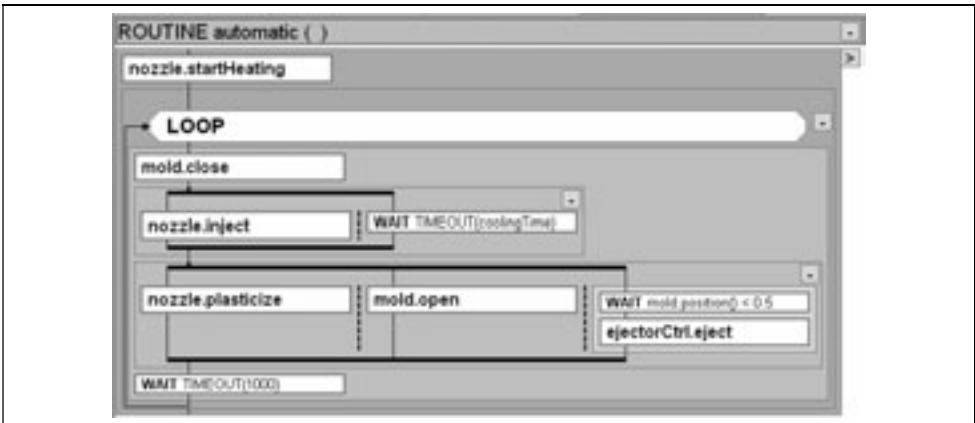 ROUTINE automatic ( )
nozzle.startHeating
LOOP
mold.close
nozzle.inject
WAIT TIMEOUT(coolingTime)
nozzle.plasticize
mold.open
WAIT mold.position() < 0.5
ejectorCtrl.eject
WAIT TIMEOUT(1000)